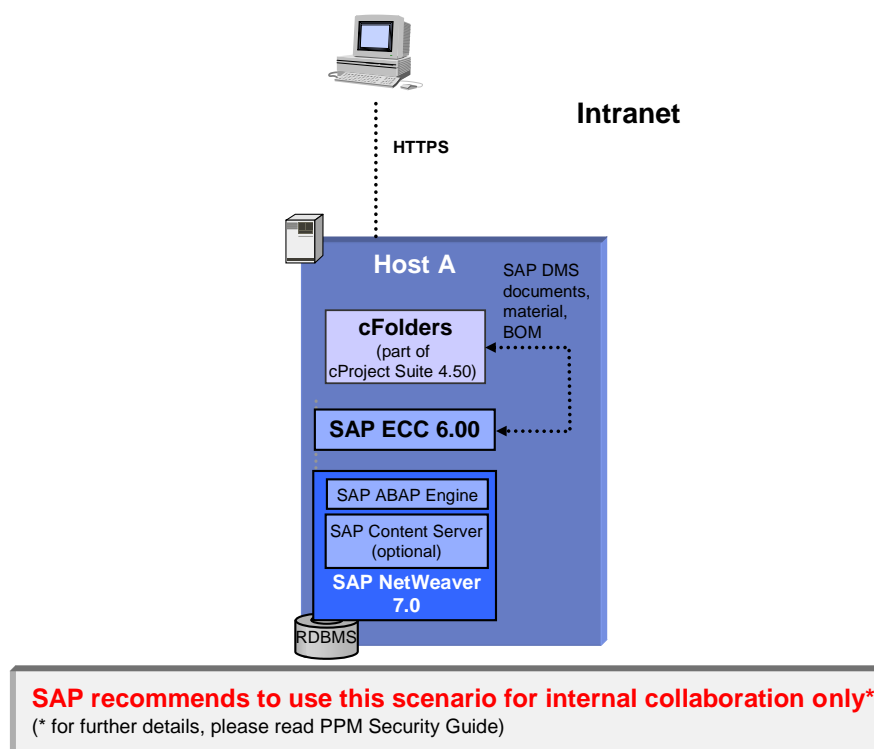 Intranet
HTTPS
Host A
SAP DMS
documents,
material,
BOM
cFolders
(part of
cProject Suite 4.50)
SAP ECC 6.00
SAP ABAP Engine
SAP Content Server
(optional)
SAP NetWeaver
7.0
RDBMS
SAP recommends to use this scenario for internal collaboration only*
(* for further details, please read PPM Security Guide)